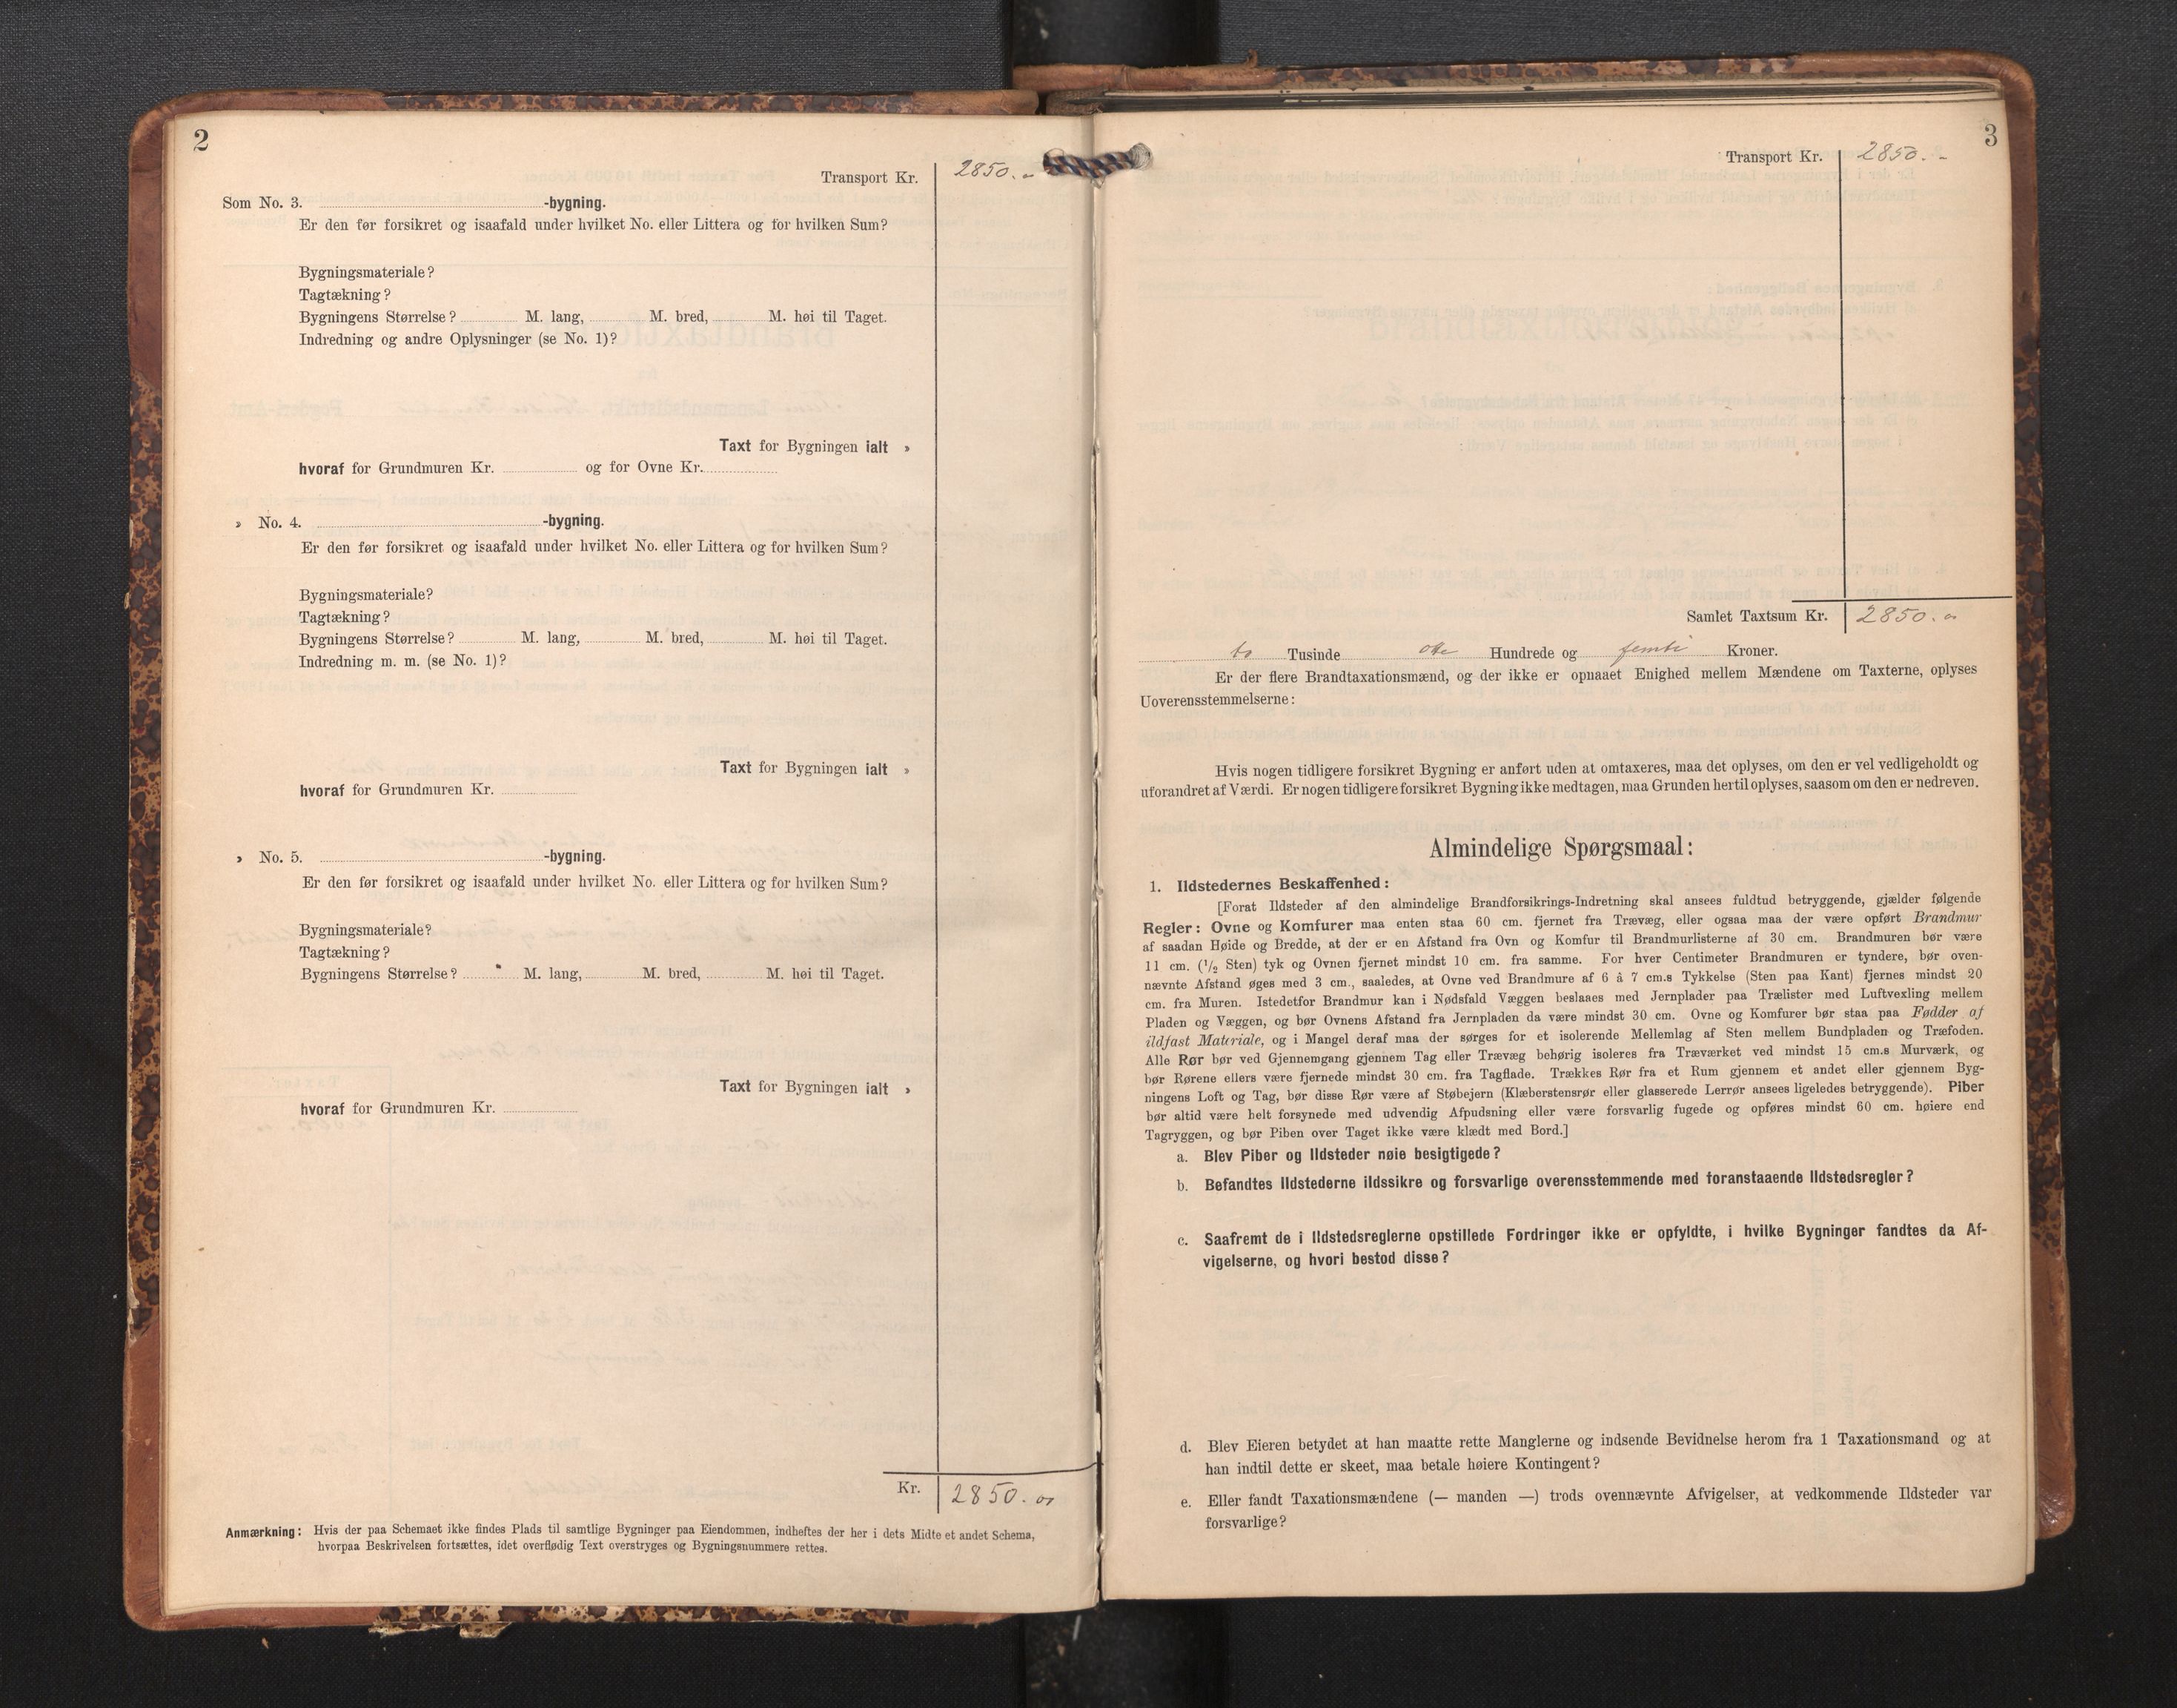 2
Transport Kr. 2850.-
Som No. 3. -bygning.
Er den før forsikret og isaafald under hvilket No. eller Littera og for hvilken Sum?
Bygningsmateriale?
Tagtækning?
Bygningens Størrelse? M. lang, M. bred, M. høi til Taget.
Indredning og andre Oplysninger (se No. 1)?
Taxt for Bygningen ialt »
hvoraf for Grundmuren Kr. og for Ovne Kr.
» No. 4. -bygning.
Er den før forsikret og isaafald under hvilket No. eller Littera og for hvilken Sum?
Bygningsmateriale?
Tagtækning?
Bygningens Størrelse? M. lang, M. bred, M. høi til Taget.
Indredning m. m. (se No. 1)?
Taxt for Bygningen ialt »
hvoraf for Grundmuren Kr.
» No. 5. -bygning.
Er den før forsikret og isaafald under hvilket No. eller Littera og for hvilken Sum?
Bygningsmateriale?
Tagtækning?
Bygningens Størrelse? M. lang, M. bred, M. høi til Taget.
Taxt for Bygningen ialt »
hvoraf for Grundmuren Kr.
Kr. 2850.00
Anmærkning: Hvis der paa Schemaet ikke findes Plads til samtlige Bygninger paa Eiendommen, indheftes der her i dets Midte et andet Schema,
hvorpaa Beskrivelsen fortsættes, idet overflødig Text overstryges og Bygningsnummere rettes.
3
Transport Kr. 2850.-
Samlet Taxtsum Kr. 2850.00
to Tusinde otte Hundrede og femti Kroner.
Er der flere Brandtaxationsmænd, og der ikke er opnaaet Enighed mellem Mændene om Taxterne, oplyses
Uoverensstemmelserne:
Hvis nogen tidligere forsikret Bygning er anført uden at omtaxeres, maa det oplyses, om den er vel vedligeholdt og
uforandret af Værdi. Er nogen tidligere forsikret Bygning ikke medtagen, maa Grunden hertil oplyses, saasom om den er nedreven.
Almindelige Spørgsmaal:
1. Ildstedernes Beskaffenhed:
[Forat Ildsteder af den almindelige Brandforsikrings-Indretning skal ansees fuldtud betryggende, gjælder følgende
Regler: Ovne og Komfurer maa enten staa 60 cm. fjernet fra Trævæg, eller ogsaa maa der være opført Brandmur
af saadan Høide og Bredde, at der er en Afstand fra Ovn og Komfur til Brandmurlisterne af 30 cm. Brandmuren bør være
11 cm. (1/2 Sten) tyk og Ovnen fjernet mindst 10 cm. fra samme. For hver Centimeter Brandmuren er tyndere, bør oven-
nævnte Afstand øges med 3 cm., saaledes, at Ovne ved Brandmure af 6 à 7 cm.s Tykkelse (Sten paa Kant) fjernes mindst 20
cm. fra Muren. Istedetfor Brandmur kan i Nødsfald Væggen beslaaes med Jernplader paa Trælister med Luftvexling mellem
Pladen og Væggen, og bør Ovnens Afstand fra Jernpladen da være mindst 30 cm. Ovne og Komfurer bør staa paa Fødder af
ildfast Materiale, og i Mangel deraf maa der sørges for et isolerende Mellemlag af Sten mellem Bundpladen og Træfoden.
Alle Rør bør ved Gjennemgang gjennem Tag eller Trævæg behørig isoleres fra Træværket ved mindst 15 cm.s Murværk, og
bør Rørene ellers være fjernede mindst 30 cm. fra Tagflade. Trækkes Rør fra et Rum gjennem et andet eller gjennem Byg-
ningens Loft og Tag, bør disse Rør være af Støbejern (Klæberstensrør eller glasserede Lerrør ansees ligeledes betryggende). Piber
bør altid være helt forsynede med udvendig Afpudsning eller være forsvarlig fugede og opføres mindst 60 cm. høiere end
Tagryggen, og bør Piben over Taget ikke være klædt med Bord.]
a. Blev Piber og Ildsteder nøie besigtigede?
b. Befandtes Ildstederne ildssikre og forsvarlige overensstemmende med foranstaaende Ildstedsregler?
c. Saafremt de i Ildstedsreglerne opstillede Fordringer ikke er opfyldte, i hvilke Bygninger fandtes da Af-
vigelserne, og hvori bestod disse?
d. Blev Eieren betydet at han maatte rette Manglerne og indsende Bevidnelse herom fra 1 Taxationsmand og at
han indtil dette er skeet, maa betale høiere Kontingent?
e. Eller fandt Taxationsmændene (— manden —) trods ovennævnte Afvigelser, at vedkommende Ildsteder var
forsvarlige?